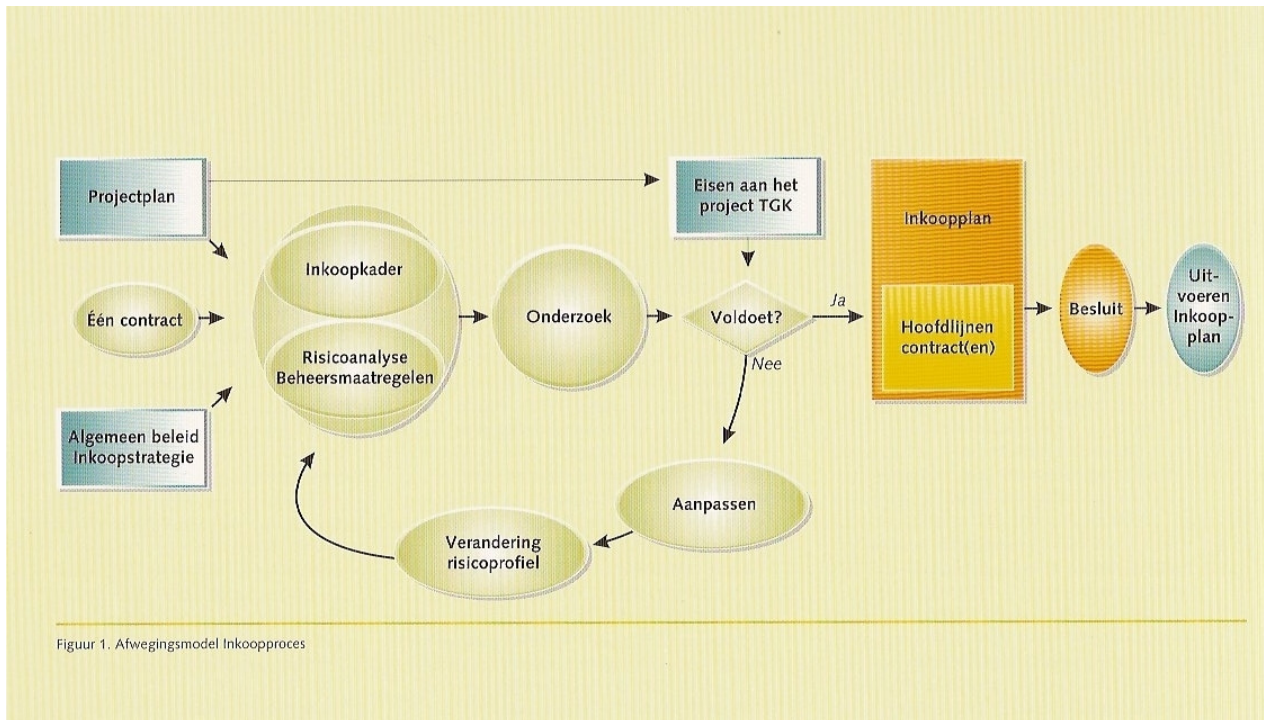 Projectplan
Eisen aan het
project TGK
Inkoopplan
Inkoopkader
Één contract
Onderzoek
Voldoet?
Ja
Hoofdlijnen
contract(en)
Besluit
Uit-
voeren
Inkoop-
plan
Risicoanalyse
Beheersmaatregelen
Nee
Algemeen beleid
Inkoopstrategie
Aanpassen
Verandering
risicoprofiel
Figuur 1. Afwegingsmodel Inkoopproces